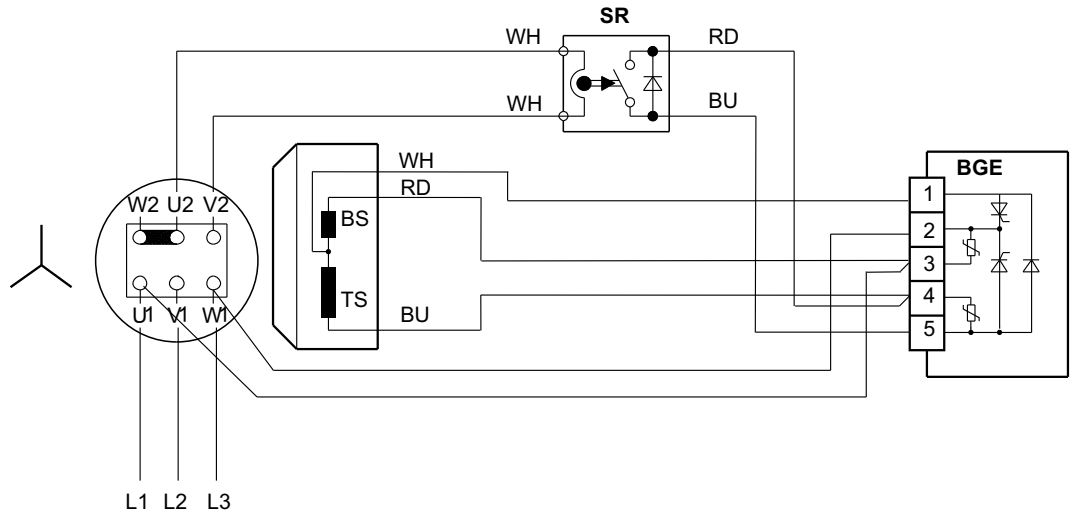 SR
WH
RD
WH
BU
WH
RD
BS
TS
BU
BGE
1
2
3
4
5
W2 U2 V2
U1 V1 W1
L1 L2 L3